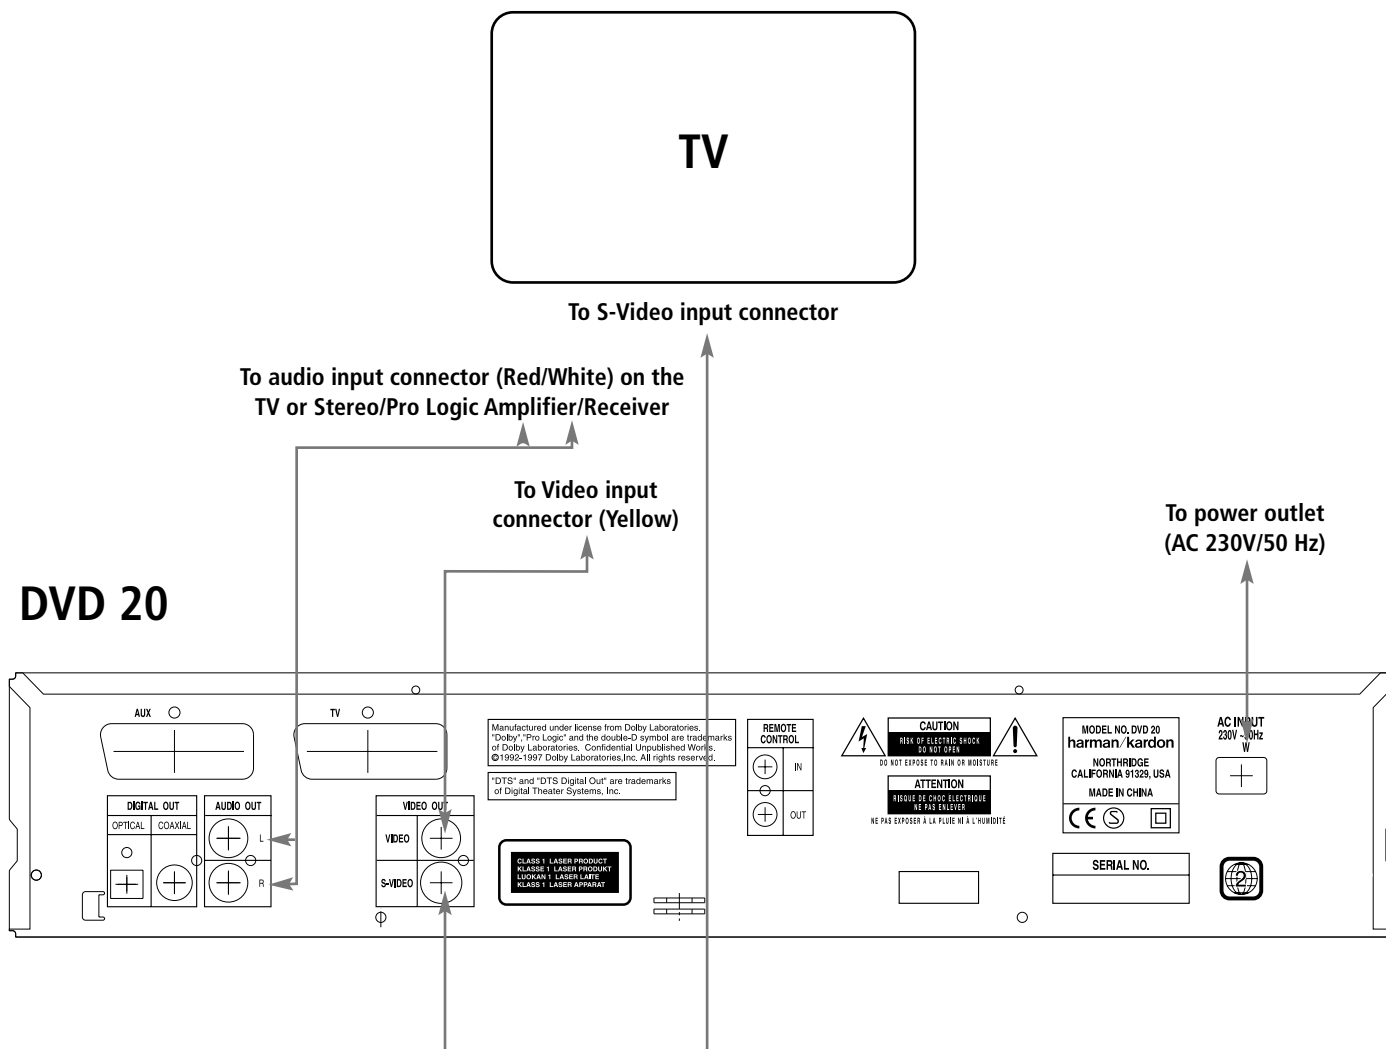 TV
To S-Video input connector
To audio input connector (Red/White) on the
TV or Stereo/Pro Logic Amplifier/Receiver
To Video input
connector (Yellow)
To power outlet
(AC 230V/50 Hz)
DVD 20
AUX
TV
Manufactured under license from Dolby Laboratories.
"Dolby","Pro Logic" and the double-D symbol are trademarks
of Dolby Laboratories. Confidential Unpublished Works.
©1992-1997 Dolby Laboratories,Inc. All rights reserved.
"DTS" and "DTS Digital Out" are trademarks
of Digital Theater Systems, Inc.
REMOTE
CONTROL
IN
OUT
CAUTION
RISK OF ELECTRIC SHOCK
DO NOT OPEN
DO NOT EXPOSE TO RAIN OR MOISTURE
ATTENTION
RISQUE DE CHOC ELECTRIQUE
NE PAS ENLEVER
NE PAS EXPOSER À LA PLUIE NI À L'HUMIDITÉ
MODEL NO. DVD 20
harman/kardon
NORTHRIDGE
CALIFORNIA 91329, USA
MADE IN CHINA
CE S
AC INPUT
230V ~50Hz
W
DIGITAL OUT
OPTICAL
COAXIAL
AUDIO OUT
L
R
VIDEO OUT
VIDEO
S-VIDEO
CLASS 1 LASER PRODUCT
KLASSE 1 LASER PRODUKT
LUOKAN 1 LASER LAITE
KLASS 1 LASER APPARAT
SERIAL NO.
2